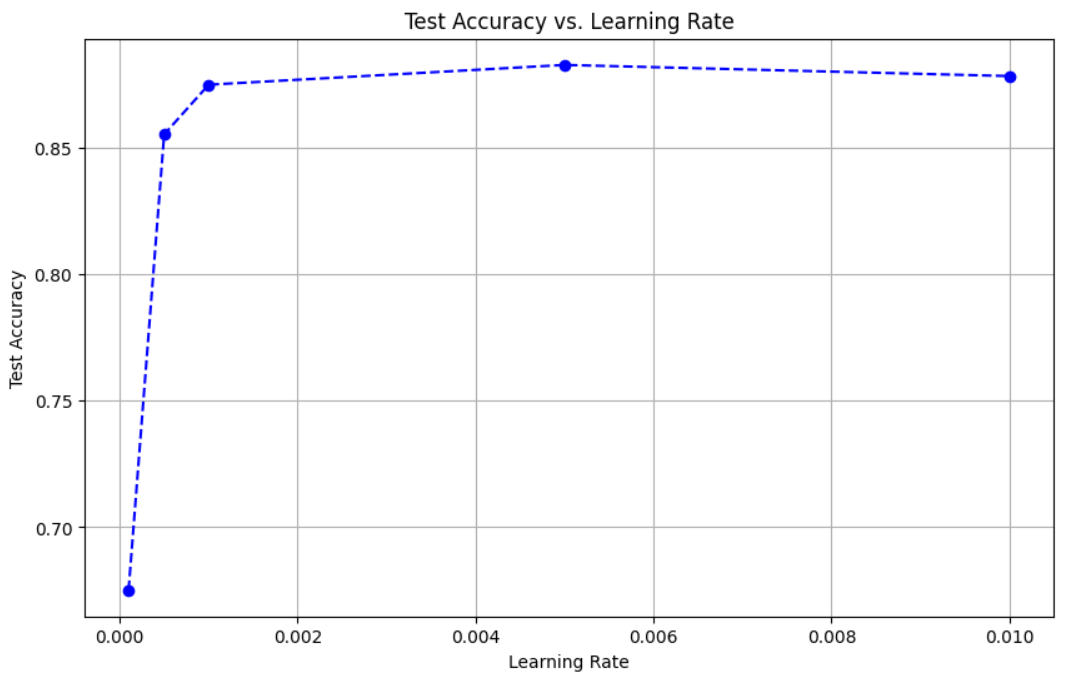 Test Accuracy vs. Learning Rate
0.85
0.80
0.75
0.70
Test Accuracy
0.000 0.002 0.004 0.006 0.008 0.010
Learning Rate